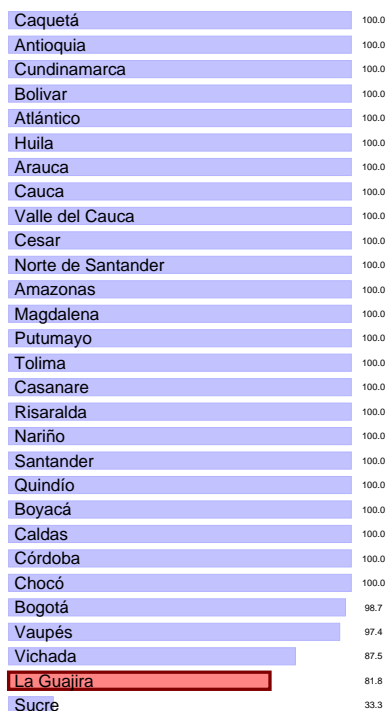 Caquetá 100.0
Antioquia 100.0
Cundinamarca 100.0
Bolivar 100.0
Atlántico 100.0
Huila 100.0
Arauca 100.0
Cauca 100.0
Valle del Cauca 100.0
Cesar 100.0
Norte de Santander 100.0
Amazonas 100.0
Magdalena 100.0
Putumayo 100.0
Tolima 100.0
Casanare 100.0
Risaralda 100.0
Nariño 100.0
Santander 100.0
Quindío 100.0
Boyacá 100.0
Caldas 100.0
Córdoba 100.0
Chocó 100.0
Bogotá 98.7
Vaupés 97.4
Vichada 87.5
La Guajira 81.8
Sucre 33.3